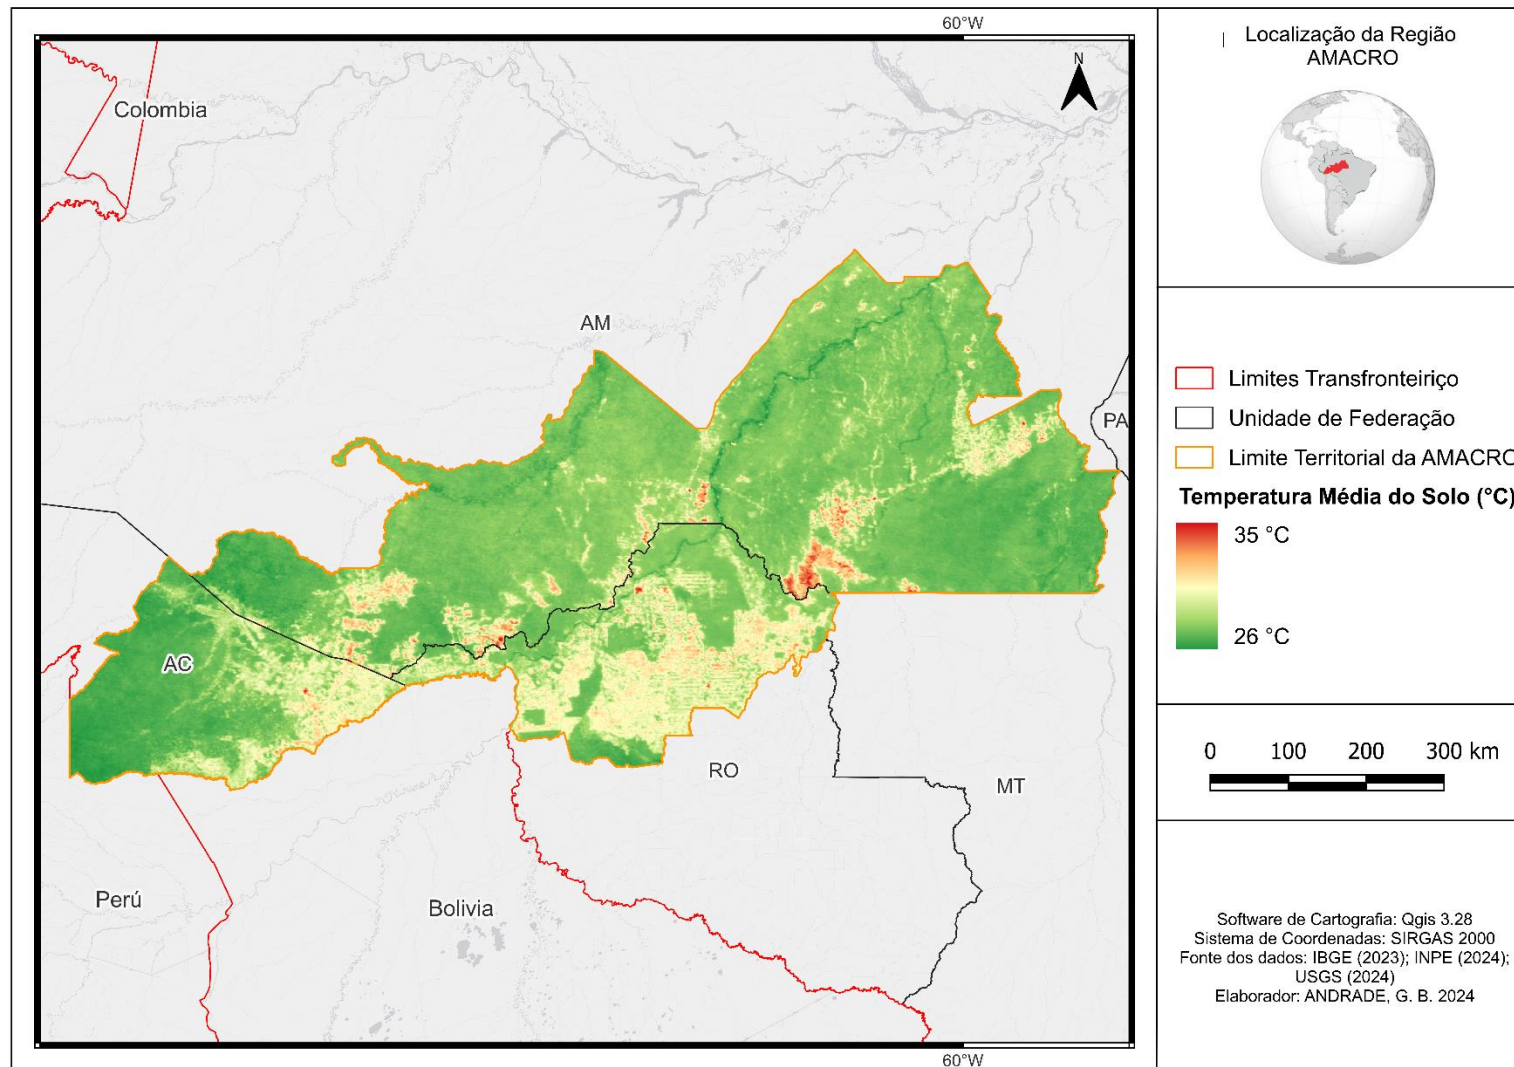 60°W
N
Colombia
AM
PA
AC
RO
MT
Perú
Bolivia
60°W
Localização da Região
AMACRO
Limites Transfronteiriço
Unidade de Federação
Limite Territorial da AMACRO
Temperatura Média do Solo (°C)
35 °C
26 °C
0 100 200 300 km
Software de Cartografia: Qgis 3.28
Sistema de Coordenadas: SIRGAS 2000
Fonte dos dados: IBGE (2023); INPE (2024);
USGS (2024)
Elaborador: ANDRADE, G. B. 2024